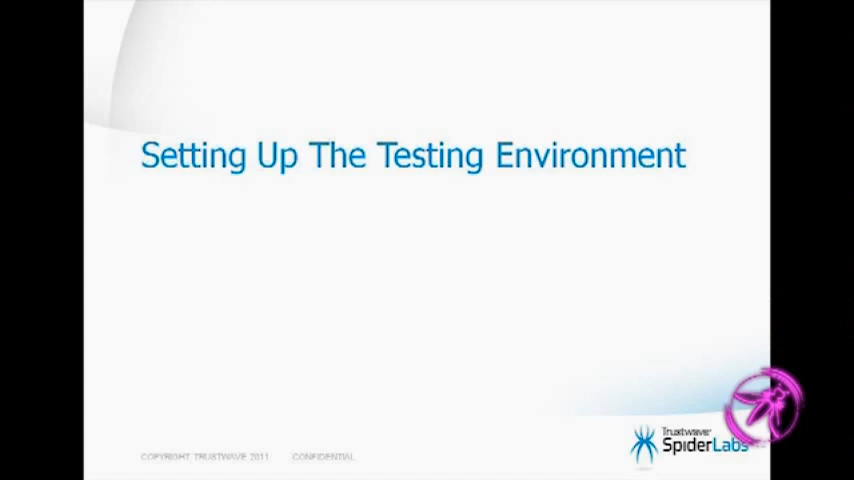 Setting Up The Testing Environment
Trustwave®
SpiderLabs
COPYRIGHT TRUSTWAVE 2011 CONFIDENTIAL